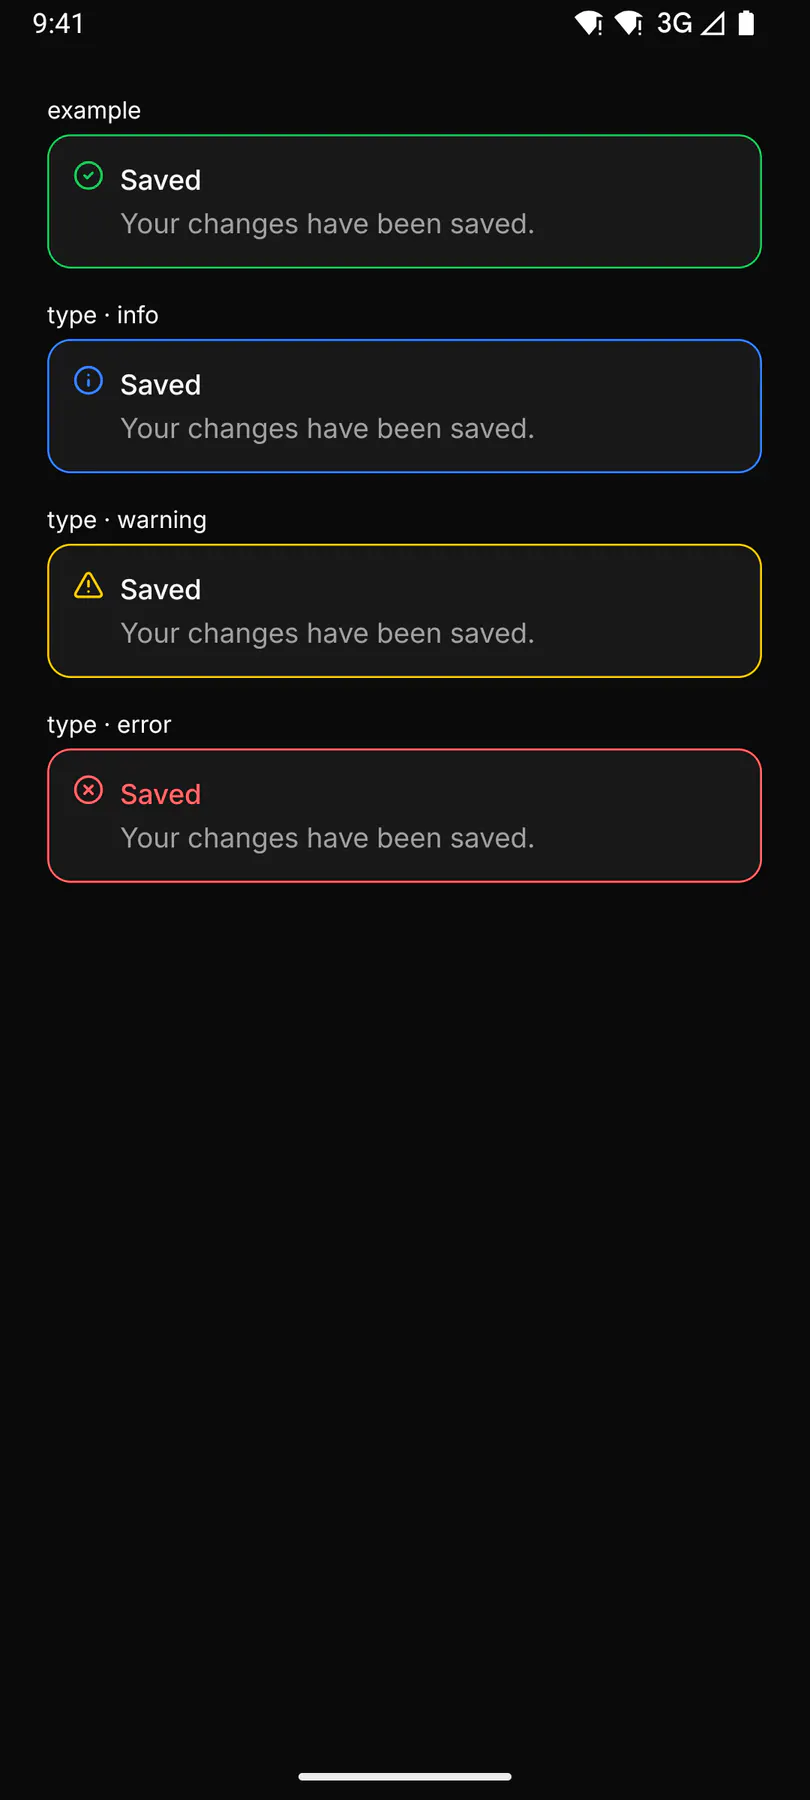 9:41
3G
example
Saved
Your changes have been saved.
type · info
Saved
Your changes have been saved.
type · warning
Saved
Your changes have been saved.
type · error
Saved
Your changes have been saved.